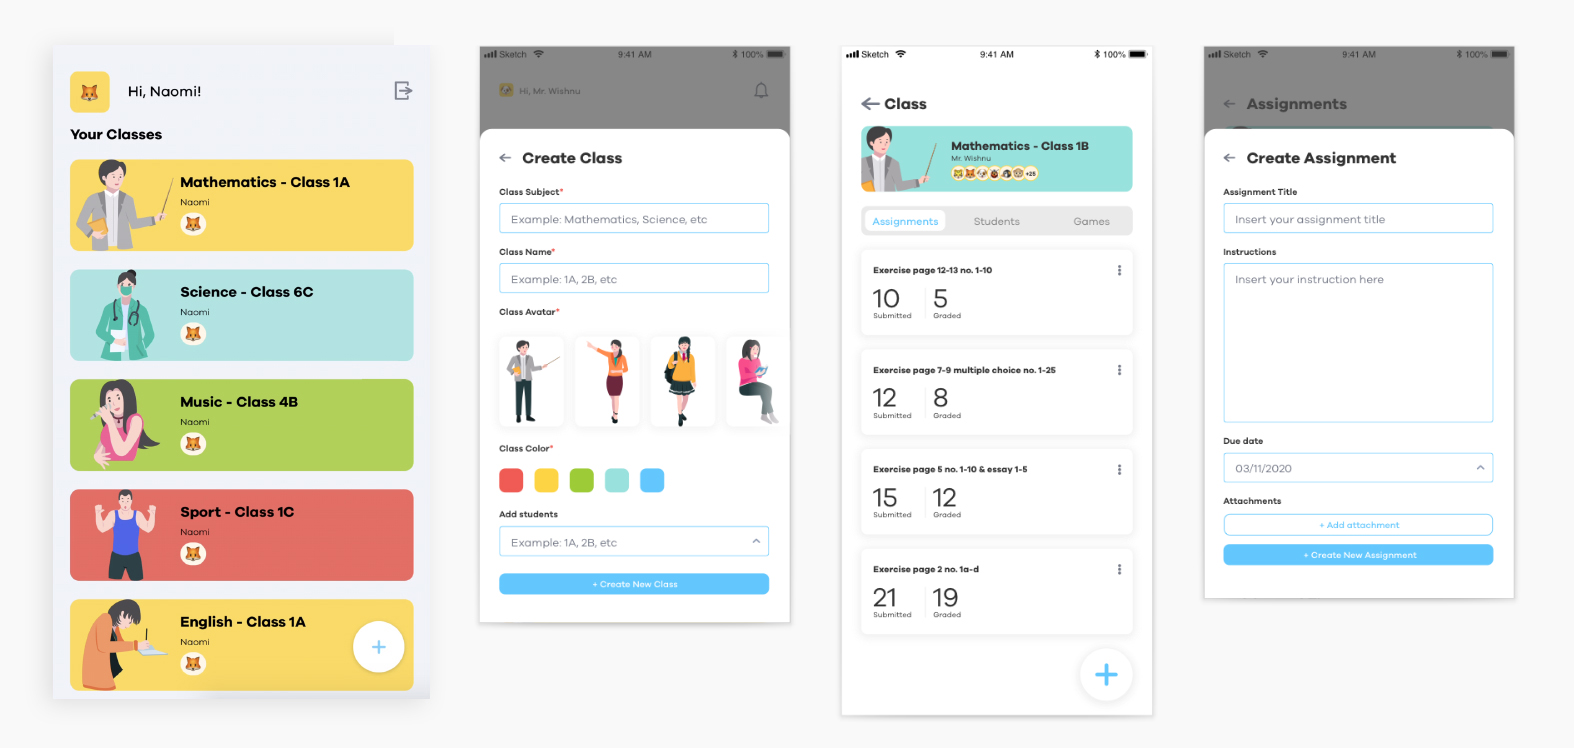 Hi, Naomi!
Your Classes
Mathematics - Class 1A
Naomi
Science - Class 6C
Naomi
Music - Class 4B
Naomi
Sport - Class 1C
Naomi
English - Class 1A
Naomi
+
Sketch 9:41 AM 100%
Hi, Mr. Wishnu
Create Class
Class Subject*
Example: Mathematics, Science, etc
Class Name*
Example: 1A, 2B, etc
Class Avatar*
Class Color*
Add students
Example: 1A, 2B, etc
+ Create New Class
Sketch 9:41 AM 100%
Class
Mathematics - Class 1B
Mr. Wishnu
+25
Assignments Students Games
Exercise page 12-13 no. 1-10
10 5
Submitted Graded
Exercise page 7-9 multiple choice no. 1-25
12 8
Submitted Graded
Exercise page 5 no. 1-10 & essay 1-5
15 12
Submitted Graded
Exercise page 2 no. 1a-d
21 19
Submitted Graded
+
Sketch 9:41 AM 100%
Assignments
Create Assignment
Assignment Title
Insert your assignment title
Instructions
Insert your instruction here
Due date
03/11/2020
Attachments
+ Add attachment
+ Create New Assignment